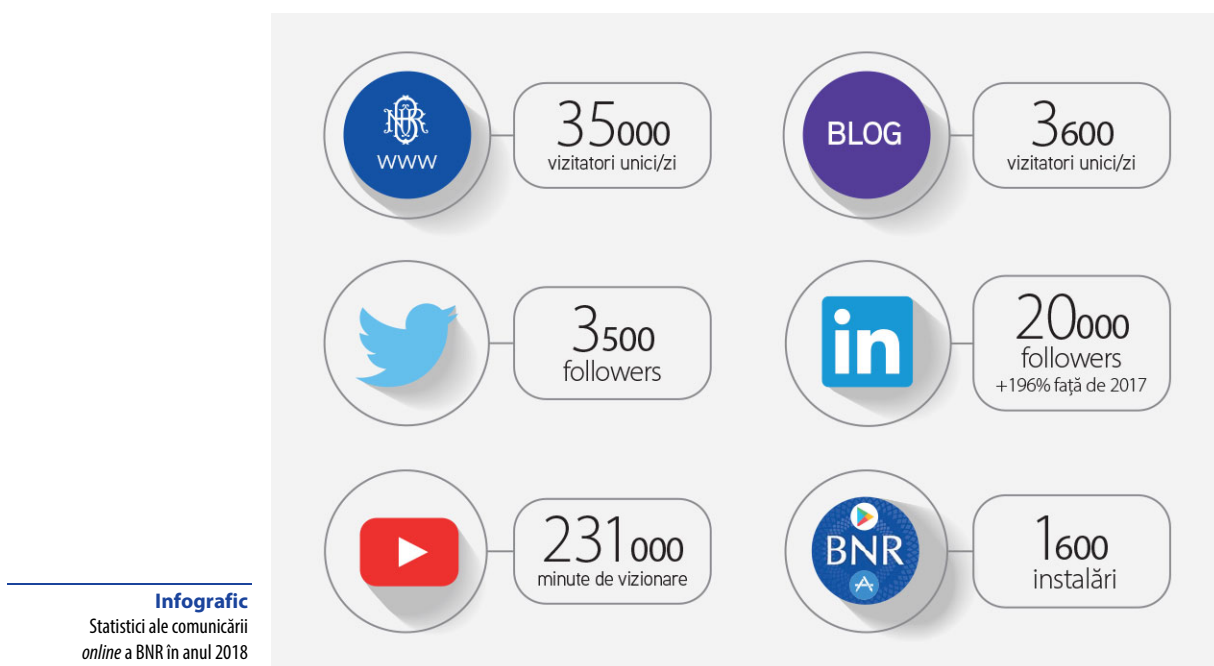 BNR
WWW
35000
vizitatori unici/zi
BLOG
3600
vizitatori unici/zi
3500
followers
in
20000
followers
+196% față de 2017
231000
minute de vizionare
BNR
1600
instalări
Infografic
Statistici ale comunicării
online a BNR în anul 2018